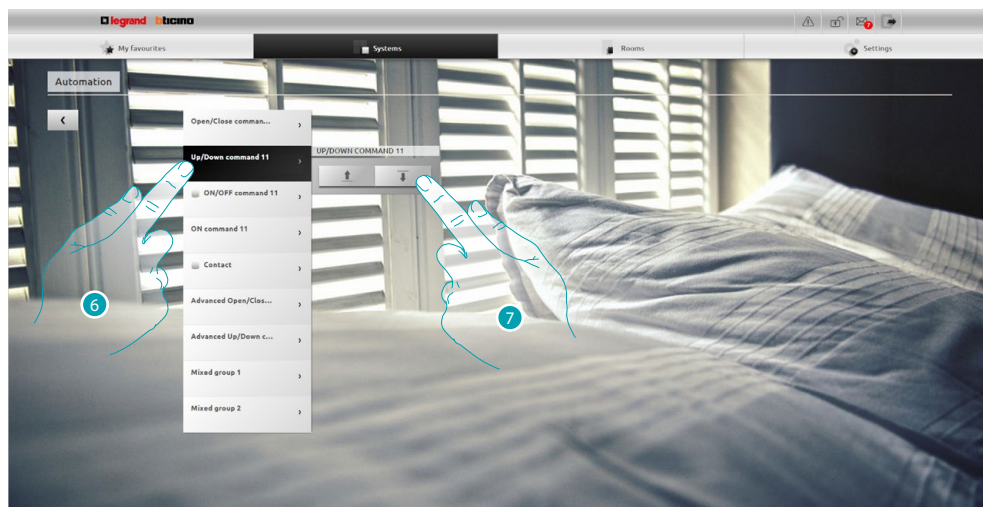 legrand bticino
7
My favourites
Systems
Rooms
Settings
Automation
Open/Close comman...
Up/Down command 11
UP/DOWN COMMAND 11
ON/OFF command 11
ON command 11
Contact
Advanced Open/Clos...
Advanced Up/Down c...
Mixed group 1
Mixed group 2
6
7